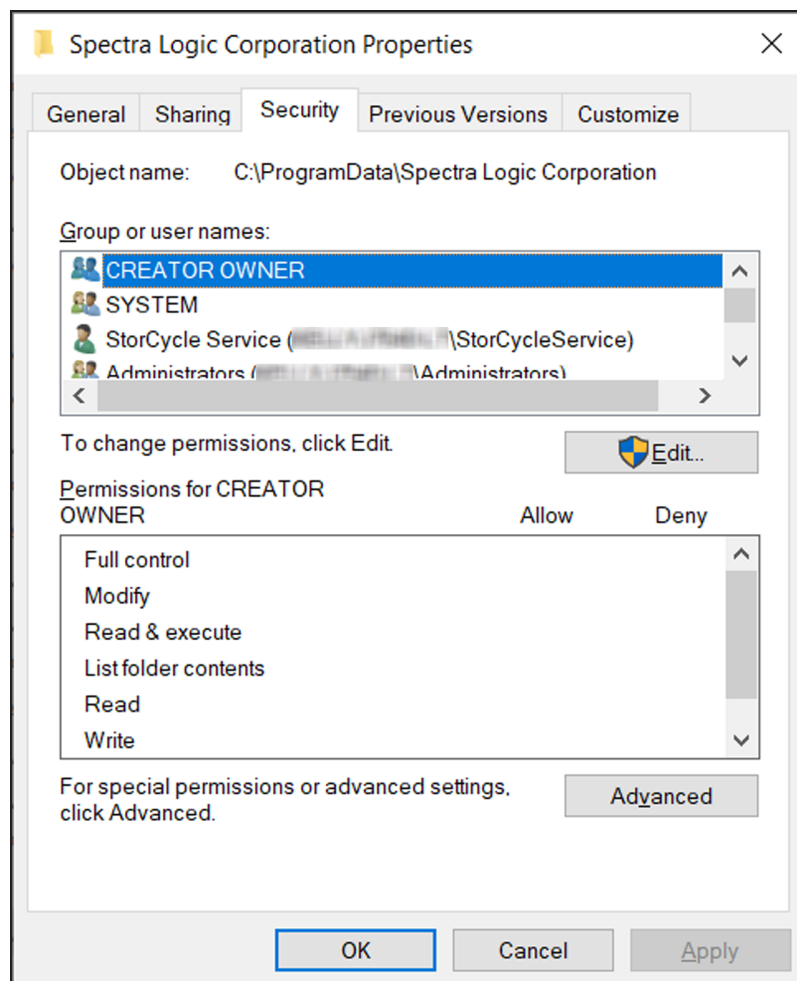 Spectra Logic Corporation Properties
General Sharing Security Previous Versions Customize
Object name: C:\ProgramData\Spectra Logic Corporation
Group or user names:
CREATOR OWNER
SYSTEM
StorCycle Service (\StorCycleService)
Administrators (\Administrators)
To change permissions, click Edit.
Edit...
Permissions for CREATOR
OWNER Allow Deny
Full control
Modify
Read & execute
List folder contents
Read
Write
For special permissions or advanced settings,
click Advanced.
Advanced
OK Cancel Apply